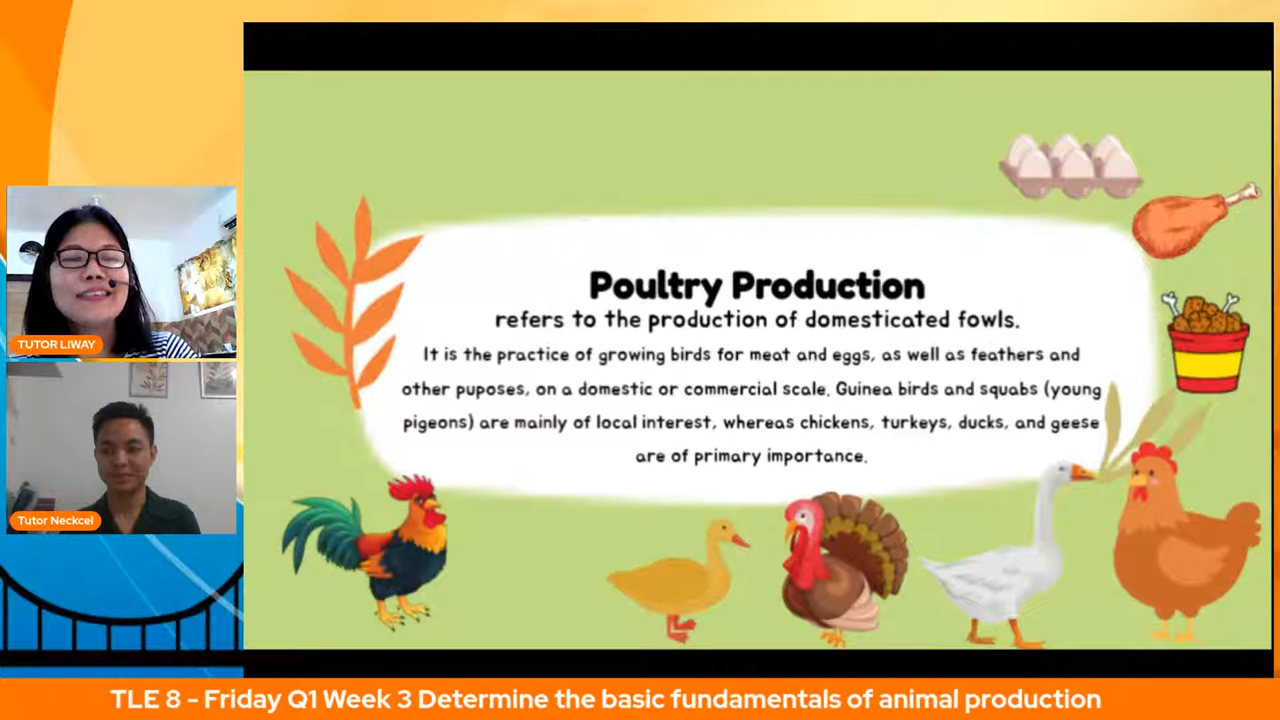 TUTOR LIWAY
Tutor Neckcel
Poultry Production
refers to the production of domesticated fowls.
It is the practice of growing birds for meat and eggs, as well as feathers and
other puposes, on a domestic or commercial scale. Guinea birds and squabs (young
pigeons) are mainly of local interest, whereas chickens, turkeys, ducks, and geese
are of primary importance.
TLE 8 - Friday Q1 Week 3 Determine the basic fundamentals of animal production